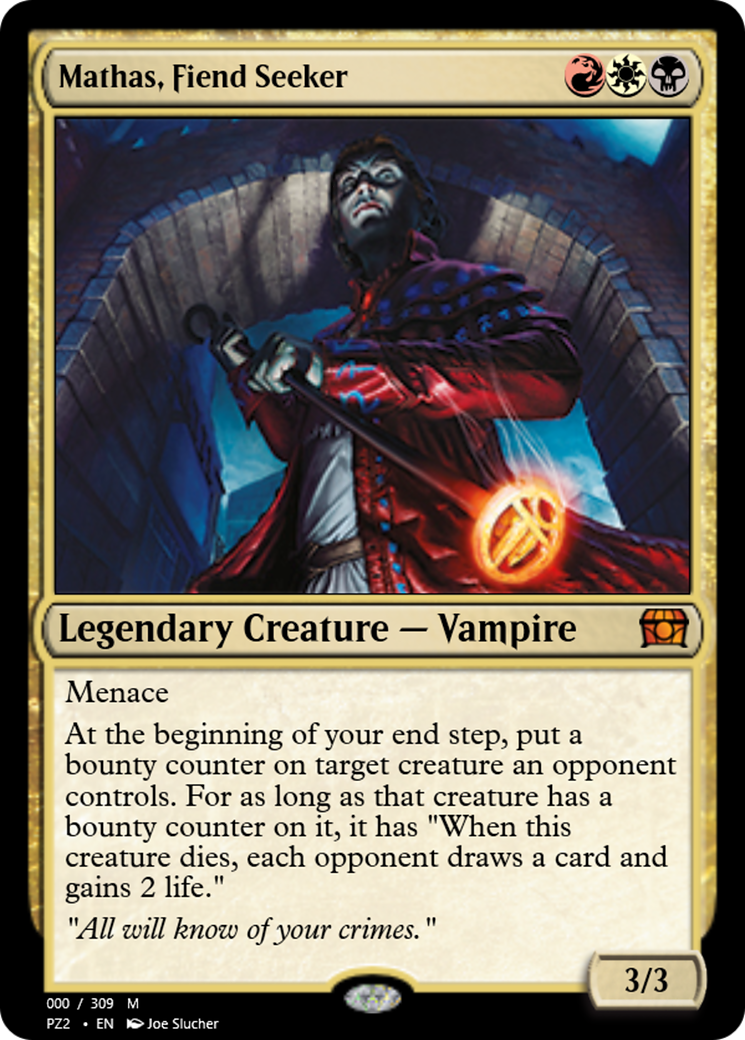 Mathas, Fiend Seeker
Legendary Creature — Vampire
Menace
At the beginning of your end step, put a
bounty counter on target creature an opponent
controls. For as long as that creature has a
bounty counter on it, it has "When this
creature dies, each opponent draws a card and
gains 2 life."
"All will know of your crimes."
3/3
000 / 309 M
PZ2 • EN Joe Slucher